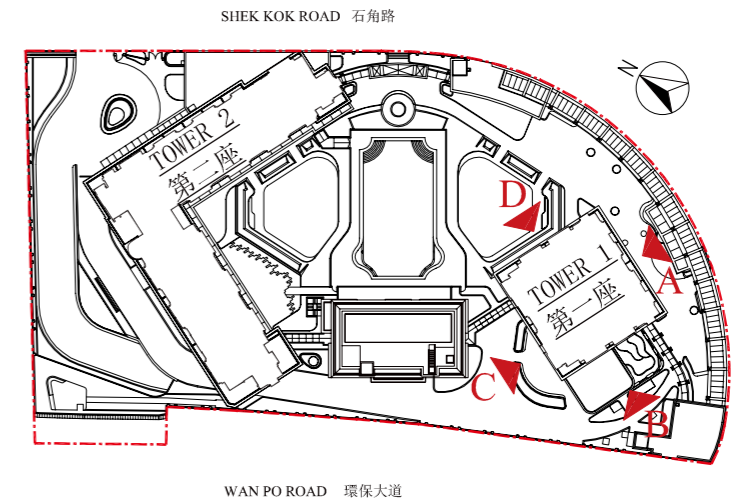 SHEK KOK ROAD 石角路
N
TOWER 2
第二座
D
TOWER 1
第一座
A
C
B
WAN PO ROAD 環保大道